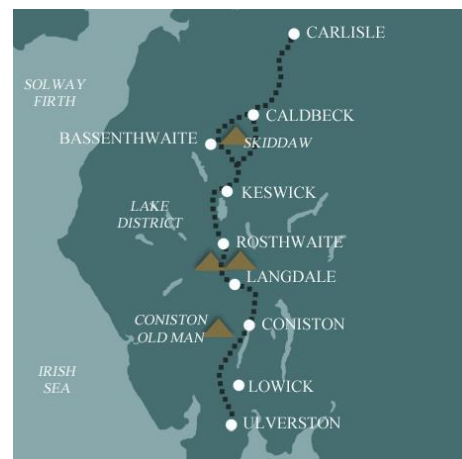 CARLISLE
SOLWAY
FIRTH
CALDBECK
BASSENTHWAITE
SKIDDAW
KESWICK
LAKE
DISTRICT
ROSTHWAITE
LANGDALE
CONISTON
OLD MAN
CONISTON
IRISH
SEA
LOWICK
ULVERSTON